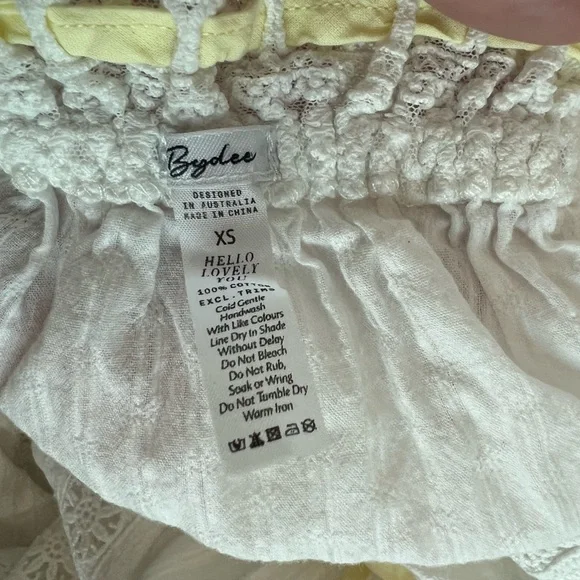 Bydee
DESIGNED
IN AUSTRALIA
MADE IN CHINA
XS
HELLO
LOVELY
YOU
100% COTTON
EXCL. TRIMS
Cold Gentle
Handwash
With Like Colours
Line Dry In Shade
Without Delay
Do Not Bleach
Do Not Rub,
Soak or Wring
Do Not Tumble Dry
Warm Iron